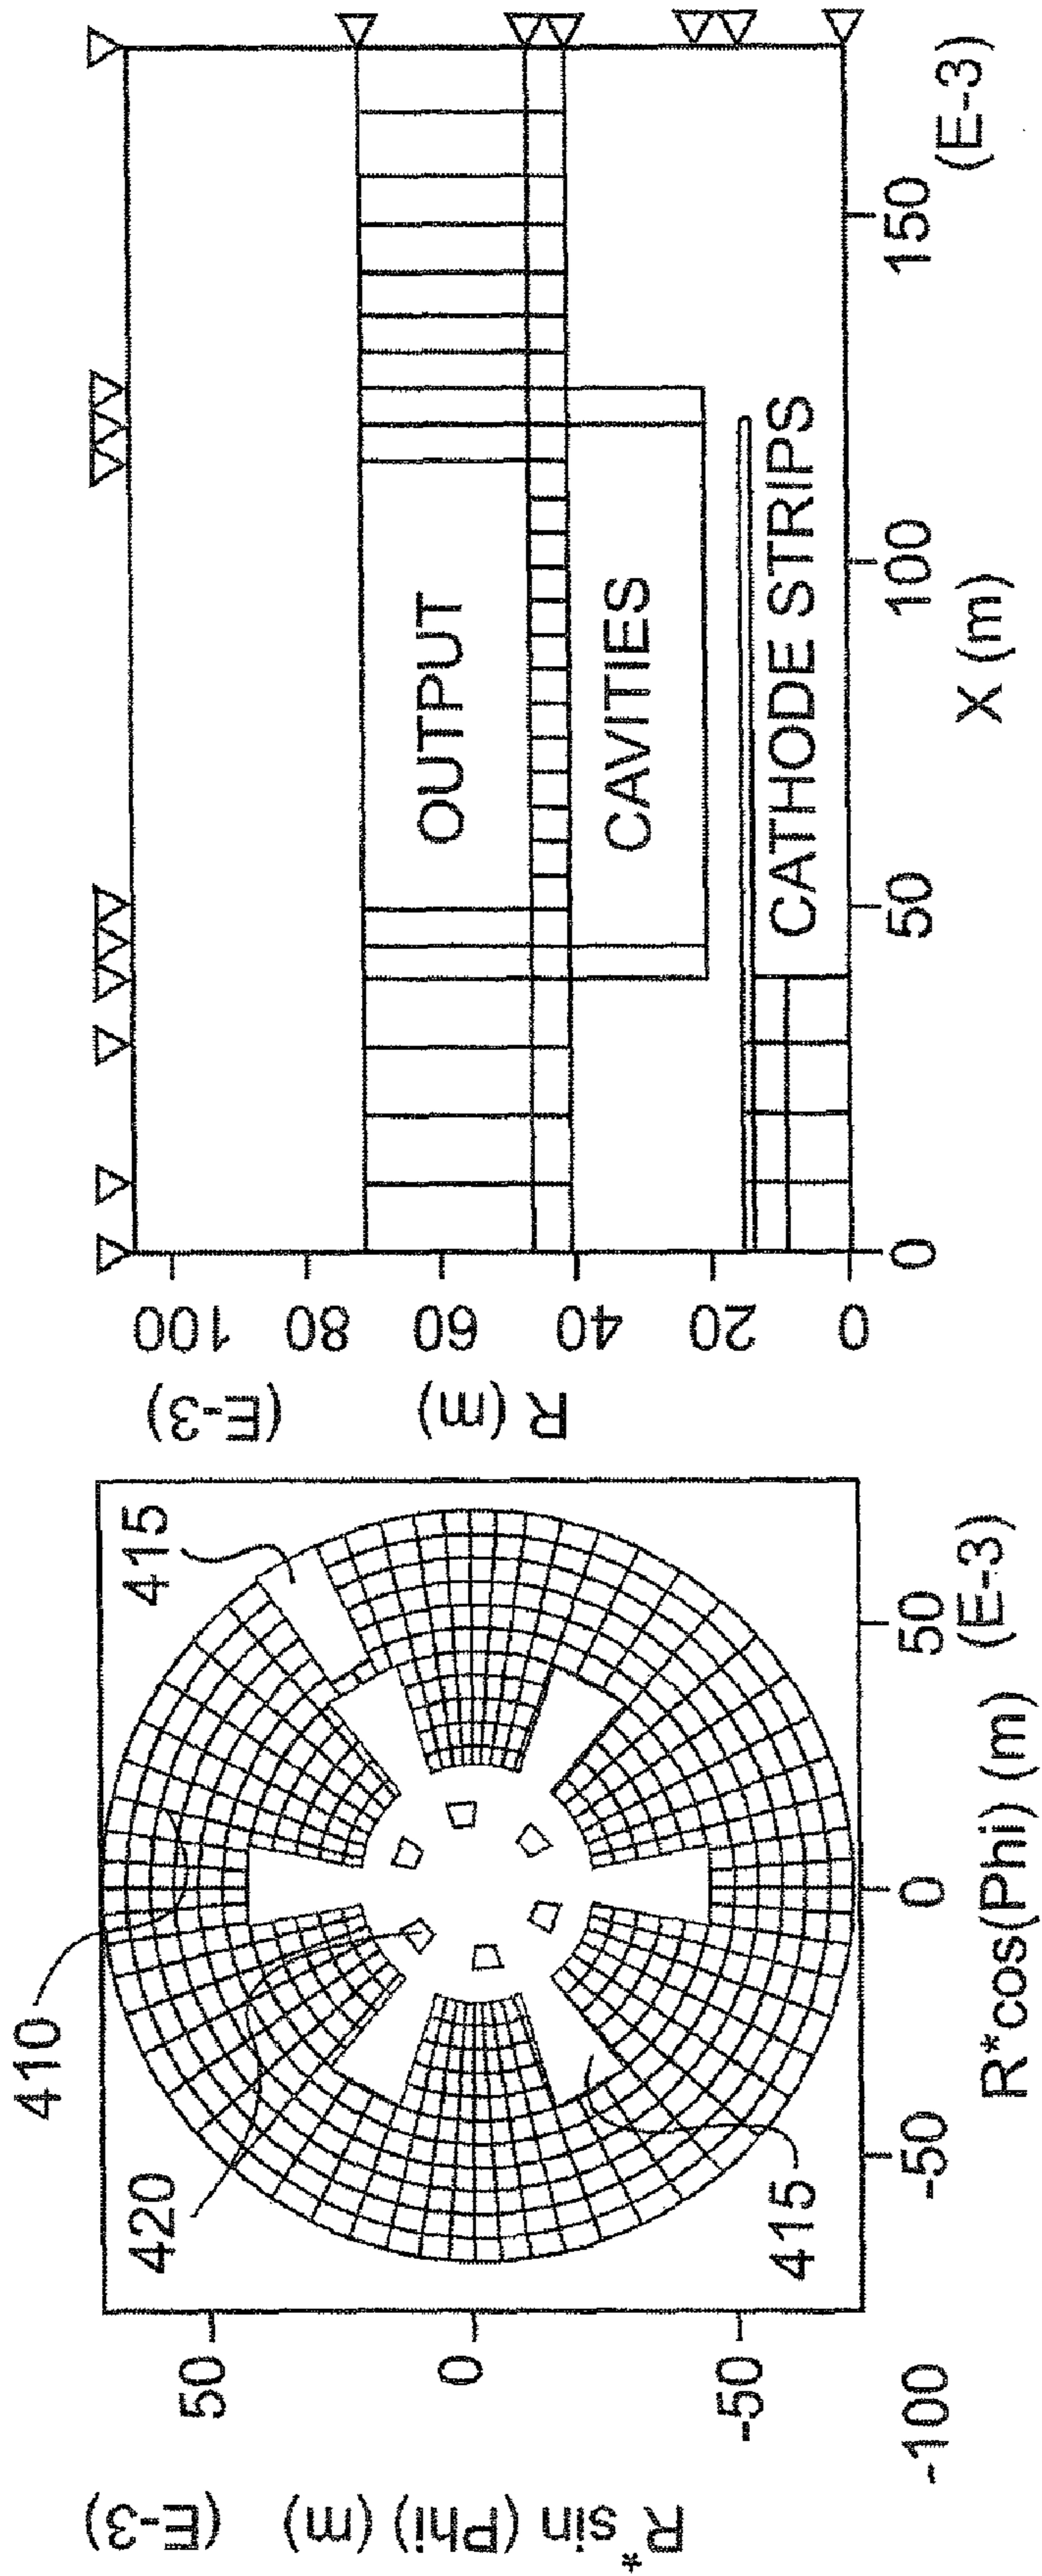 410
420
415
415
50
0
-50
R*sin (Phi) (m)
(E-3)
-100
-50
0
50
(E-3)
R*cos(Phi) (m)
R (m)
(E-3)
100
80
60
40
20
0
OUTPUT
CAVITIES
CATHODE STRIPS
0
50
100
150
X (m)
(E-3)